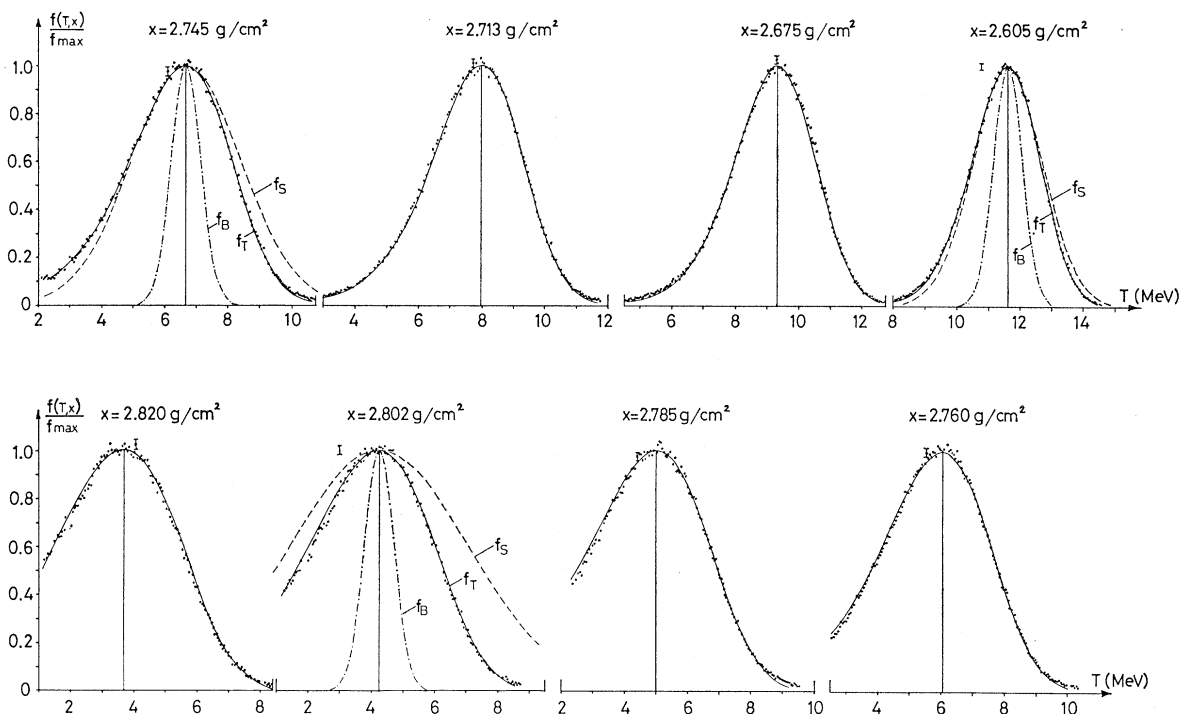 f(T,x)
fmax
x=2.745 g/cm²
x=2.713 g/cm²
x=2.675 g/cm²
x=2.605 g/cm²
1.0
0.8
0.6
0.4
0.2
0
fS
fB
fT
fS
fT
fB
2 4 6 8 10
4 6 8 10 12
6 8 10 12
8 10 12 14
T (MeV)
f(T,x)
fmax
x=2.820 g/cm²
x=2.802 g/cm²
x=2.785 g/cm²
x=2.760 g/cm²
1.0
0.8
0.6
0.4
0.2
0
fS
fT
fB
2 4 6 8
2 4 6 8
2 4 6 8 10
4 6 8 10
T (MeV)